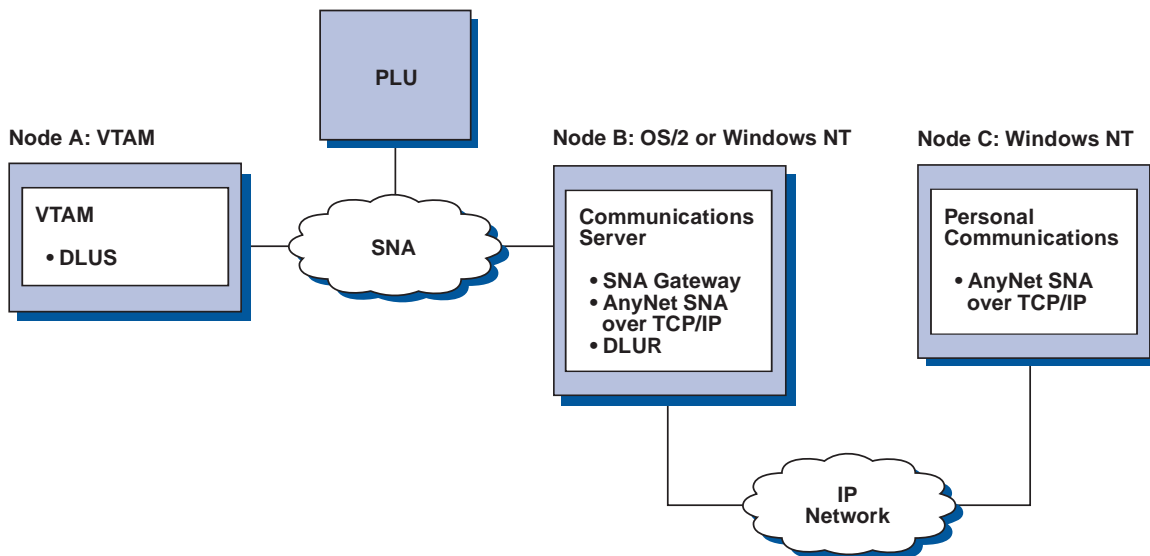 PLU
Node A: VTAM
VTAM
• DLUS
SNA
Node B: OS/2 or Windows NT
Communications
Server
• SNA Gateway
• AnyNet SNA
over TCP/IP
• DLUR
Node C: Windows NT
Personal
Communications
• AnyNet SNA
over TCP/IP
IP
Network